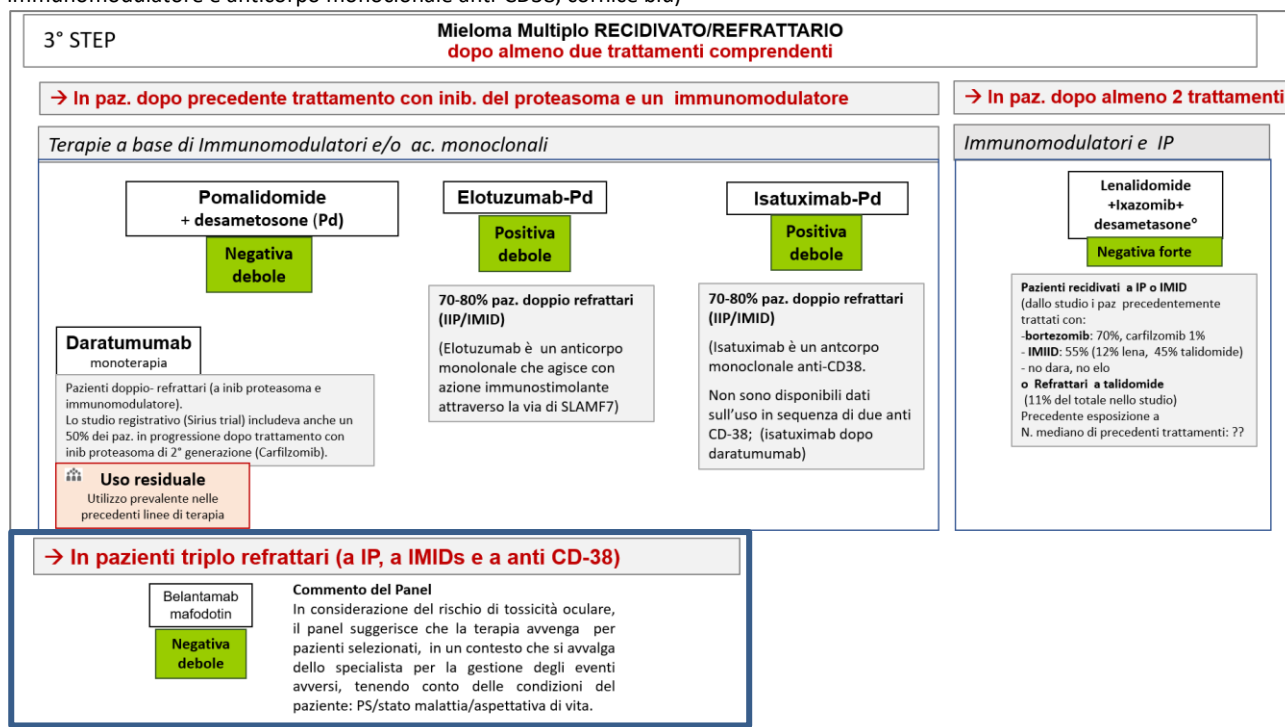 immunomodulatore e anticorpo monoclonale anti-CD38, cornice blu)
3° STEP
Mieloma Multiplo RECIDIVATO/REFRATTARIO
dopo almeno due trattamenti comprendenti
→ In paz. dopo precedente trattamento con inib. del proteasoma e un immunomodulatore
Terapie a base di Immunomodulatori e/o ac. monoclonali
Pomalidomide
+ desametosone (Pd)
Negativa
debole
Daratumumab
monoterapia
Pazienti doppio- refrattari (a inib proteasoma e
immunomodulatore).
Lo studio registrativo (Sirius trial) includeva anche un
50% dei paz. in progressione dopo trattamento con
inib proteasoma di 2° generazione (Carfilzomib).
Uso residuale
Utilizzo prevalente nelle
precedenti linee di terapia
Elotuzumab-Pd
Positiva
debole
70-80% paz. doppio refrattari
(IIP/IMID)
(Elotuzumab è un anticorpo
monolonale che agisce con
azione immunostimolante
attraverso la via di SLAMF7)
Isatuximab-Pd
Positiva
debole
70-80% paz. doppio refrattari
(IIP/IMID)
(Isatuximab è un antcorpo
monoclonale anti-CD38.
Non sono disponibili dati
sull'uso in sequenza di due anti
CD-38; (isatuximab dopo
daratumumab)
→ In paz. dopo almeno 2 trattamenti
Immunomodulatori e IP
Lenalidomide
+Ixazomib+
desametasone°
Negativa forte
Pazienti recidivati a IP o IMID
(dallo studio i paz precedentemente
trattati con:
-bortezomib: 70%, carfilzomib 1%
- IMIID: 55% (12% lena, 45% talidomide)
- no dara, no elo
o Refrattari a talidomide
(11% del totale nello studio)
Precedente esposizione a
N. mediano di precedenti trattamenti: ??
→ In pazienti triplo refrattari (a IP, a IMIDs e a anti CD-38)
Belantamab
mafodotin
Negativa
debole
Commento del Panel
In considerazione del rischio di tossicità oculare,
il panel suggerisce che la terapia avvenga per
pazienti selezionati, in un contesto che si avvalga
dello specialista per la gestione degli eventi
avversi, tenendo conto delle condizioni del
paziente: PS/stato malattia/aspettativa di vita.